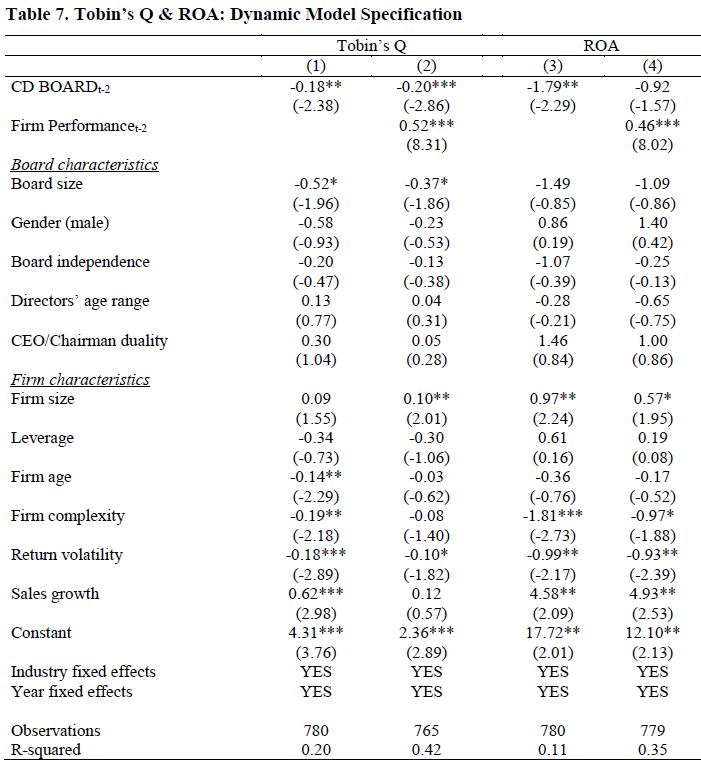 Table 7. Tobin's Q & ROA: Dynamic Model Specification
Tobin's Q ROA
(1) (2) (3) (4)
CD BOARDt-2 -0.18** -0.20*** -1.79** -0.92
(-2.38) (-2.86) (-2.29) (-1.57)
Firm Performancet-2 0.52*** 0.46***
(8.31) (8.02)
Board characteristics
Board size -0.52* -0.37* -1.49 -1.09
(-1.96) (-1.86) (-0.85) (-0.86)
Gender (male) -0.58 -0.23 0.86 1.40
(-0.93) (-0.53) (0.19) (0.42)
Board independence -0.20 -0.13 -1.07 -0.25
(-0.47) (-0.38) (-0.39) (-0.13)
Directors' age range 0.13 0.04 -0.28 -0.65
(0.77) (0.31) (-0.21) (-0.75)
CEO/Chairman duality 0.30 0.05 1.46 1.00
(1.04) (0.28) (0.84) (0.86)
Firm characteristics
Firm size 0.09 0.10** 0.97** 0.57*
(1.55) (2.01) (2.24) (1.95)
Leverage -0.34 -0.30 0.61 0.19
(-0.73) (-1.06) (0.16) (0.08)
Firm age -0.14** -0.03 -0.36 -0.17
(-2.29) (-0.62) (-0.76) (-0.52)
Firm complexity -0.19** -0.08 -1.81*** -0.97*
(-2.18) (-1.40) (-2.73) (-1.88)
Return volatility -0.18*** -0.10* -0.99** -0.93**
(-2.89) (-1.82) (-2.17) (-2.39)
Sales growth 0.62*** 0.12 4.58** 4.93**
(2.98) (0.57) (2.09) (2.53)
Constant 4.31*** 2.36*** 17.72** 12.10**
(3.76) (2.89) (2.01) (2.13)
Industry fixed effects YES YES YES YES
Year fixed effects YES YES YES YES
Observations 780 765 780 779
R-squared 0.20 0.42 0.11 0.35